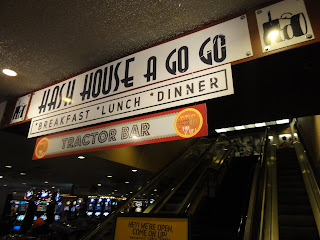 HASH HOUSE A GO GO
*BREAKFAST *LUNCH *DINNER
TRACTOR BAR
HEY! WE'RE OPEN,
COME ON UP!